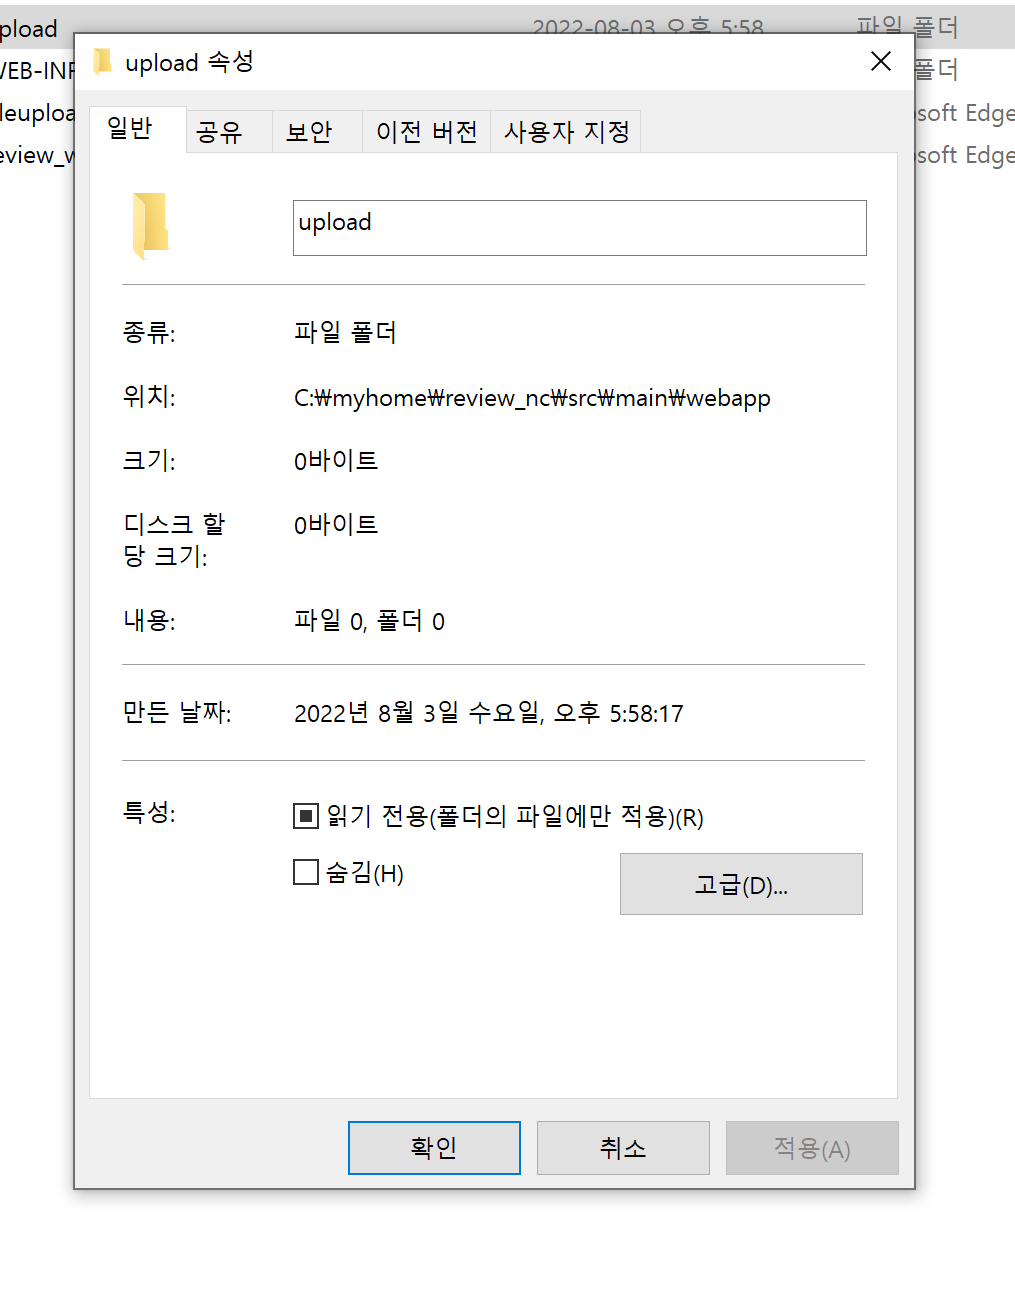 pload 2022-08-03 오후 5:58 파일 폴더
upload 속성
WEB-INF 폴더
leuploa soft Edge
eview_w soft Edge
일반 공유 보안 이전 버전 사용자 지정
upload
종류: 파일 폴더
위치: C:₩myhome₩review_nc₩src₩main₩webapp
크기: 0바이트
디스크 할 0바이트
당 크기:
내용: 파일 0, 폴더 0
만든 날짜: 2022년 8월 3일 수요일, 오후 5:58:17
특성: 읽기 전용(폴더의 파일에만 적용)(R)
숨김(H)
고급(D)...
확인 취소 적용(A)